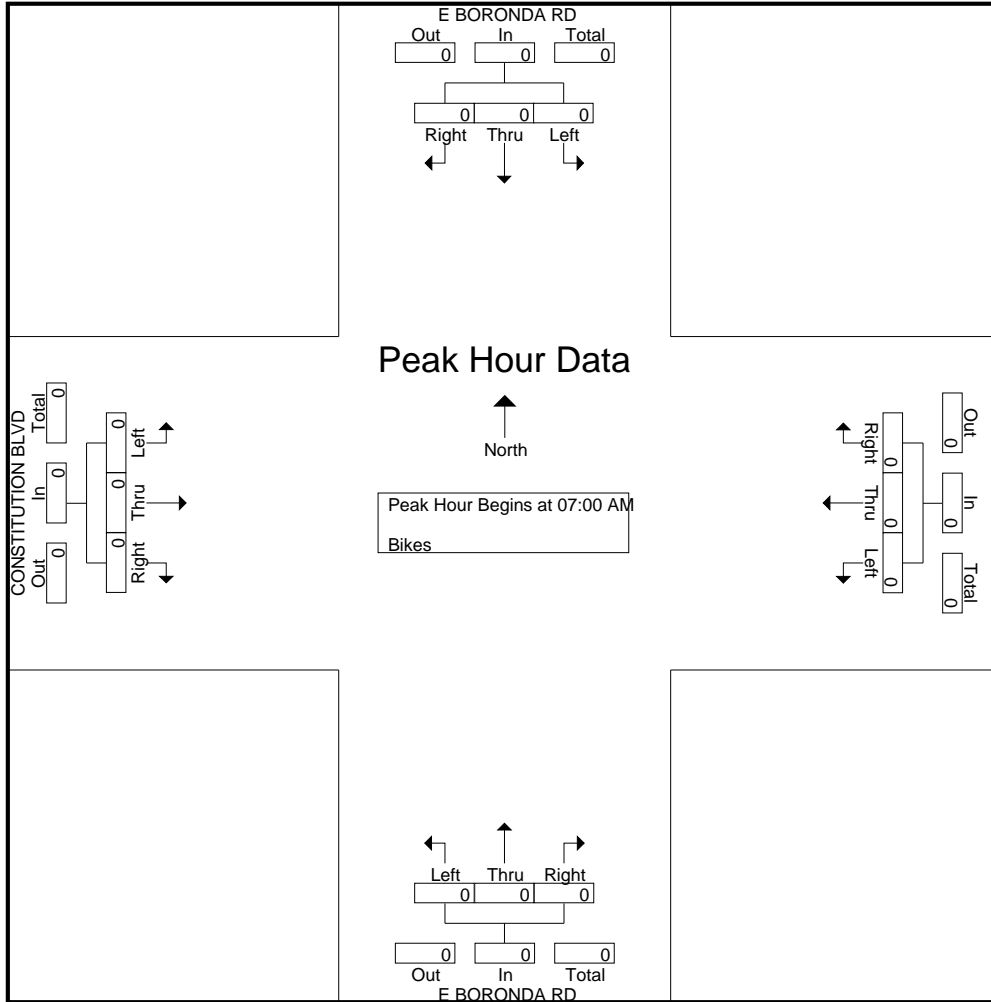 E BORONDA RD
Out In Total
0 0 0
0 0 0
Right Thru Left
Peak Hour Data
North
Peak Hour Begins at 07:00 AM
Bikes
CONSTITUTION BLVD
Out In Total
0 0 0
0 0 0
Right Thru Left
Out In Total
0 0 0
0 0 0
Right Thru Left
Left Thru Right
0 0 0
0 0 0
Out In Total
E BORONDA RD